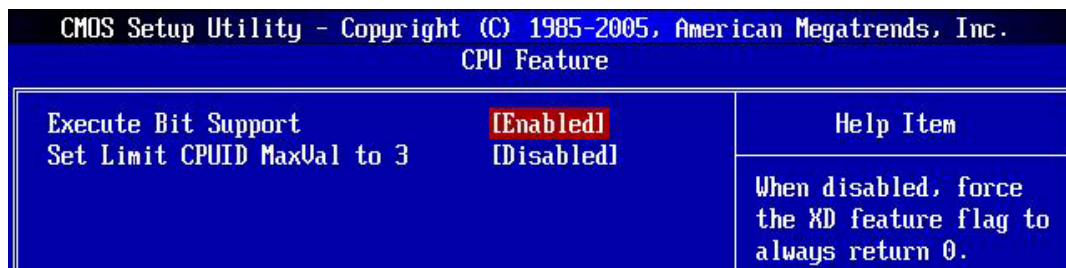 CMOS Setup Utility - Copyright (C) 1985-2005, American Megatrends, Inc.
CPU Feature
Execute Bit Support [Enabled]
Set Limit CPUID MaxVal to 3 [Disabled]
Help Item
When disabled, force
the XD feature flag to
always return 0.